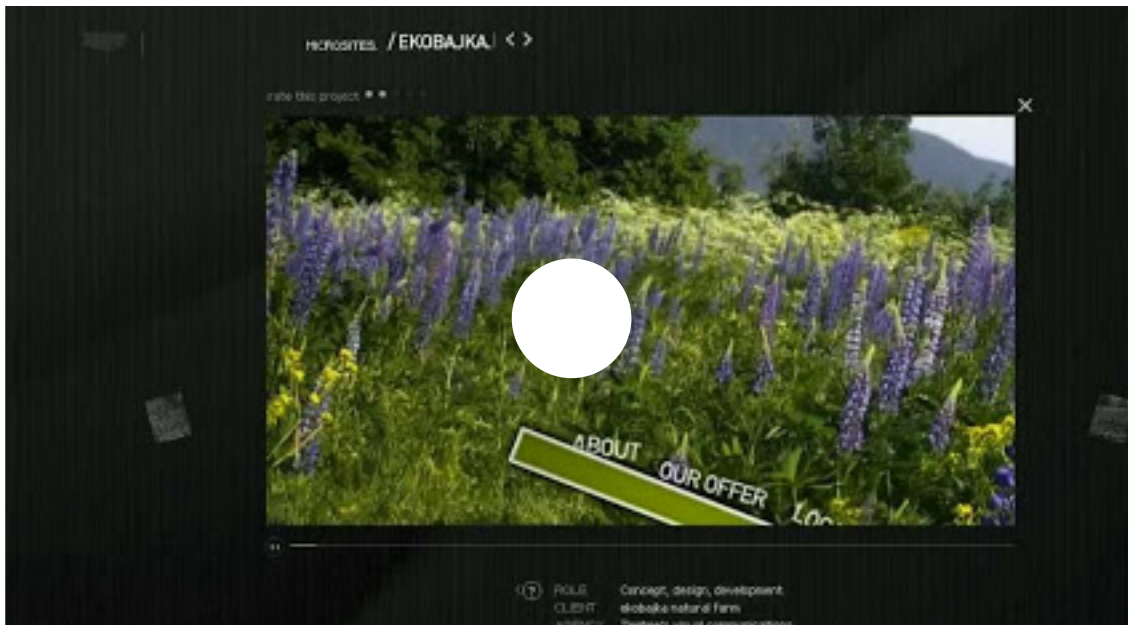 MICROSITES. /EKOBAJKA. < >
rate this project
ABOUT
OUR OFFER
ROLE Concept, design, development
CLIENT ekobajka natural farm